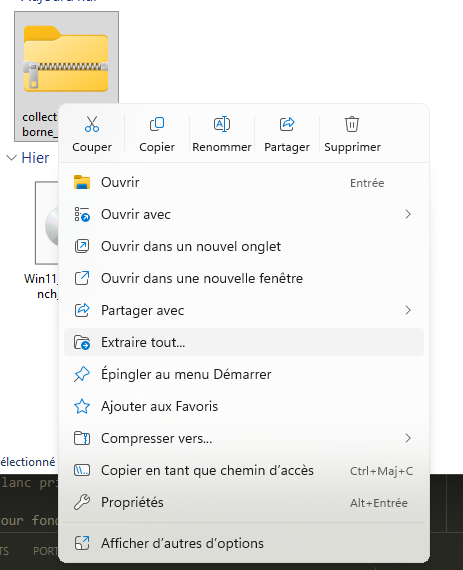 collect
borne_
Hier
Win11_
nch_
Couper
Copier
Renommer
Partager
Supprimer
Ouvrir Entrée
Ouvrir avec
Ouvrir dans un nouvel onglet
Ouvrir dans une nouvelle fenêtre
Partager avec
Extraire tout...
Épingler au menu Démarrer
Ajouter aux Favoris
Compresser vers...
Copier en tant que chemin d'accès Ctrl+Maj+C
Propriétés Alt+Entrée
Afficher d'autres d'options
électionné
lanc pri
our fond
TS PORT